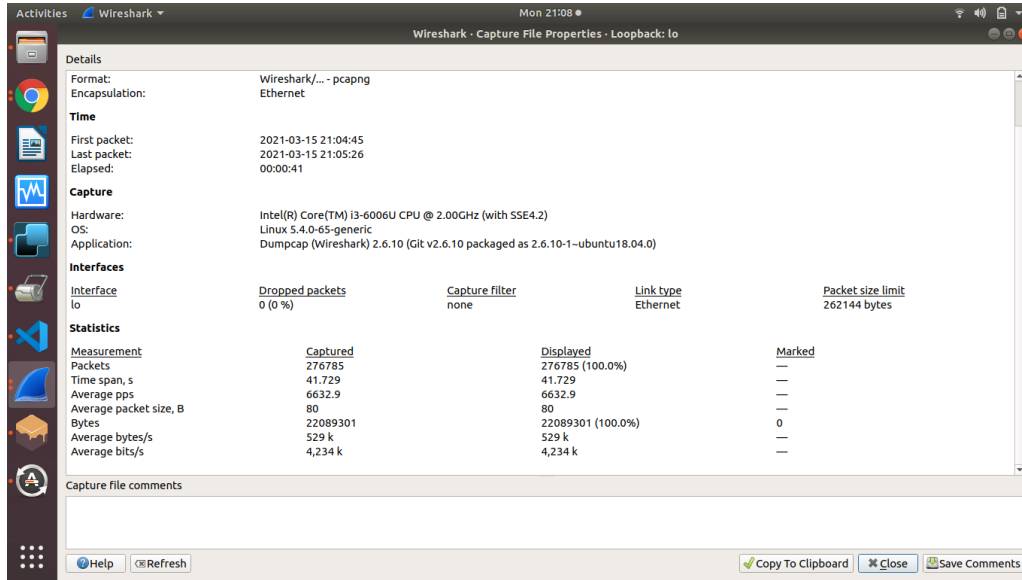 Activities Wireshark Mon 21:08
Wireshark · Capture File Properties · Loopback: lo
Details
Format: Wireshark/... - pcapng
Encapsulation: Ethernet
Time
First packet: 2021-03-15 21:04:45
Last packet: 2021-03-15 21:05:26
Elapsed: 00:00:41
Capture
Hardware: Intel(R) Core(TM) i3-6006U CPU @ 2.00GHz (with SSE4.2)
OS: Linux 5.4.0-65-generic
Application: Dumpcap (Wireshark) 2.6.10 (Git v2.6.10 packaged as 2.6.10-1~ubuntu18.04.0)
Interfaces
Interface Dropped packets Capture filter Link type Packet size limit
lo 0 (0 %) none Ethernet 262144 bytes
Statistics
Measurement Captured Displayed Marked
Packets 276785 276785 (100.0%) —
Time span, s 41.729 41.729 —
Average pps 6632.9 6632.9 —
Average packet size, B 80 80 —
Bytes 22089301 22089301 (100.0%) 0
Average bytes/s 529 k 529 k —
Average bits/s 4,234 k 4,234 k —
Capture file comments
Help Refresh Copy To Clipboard Close Save Comments